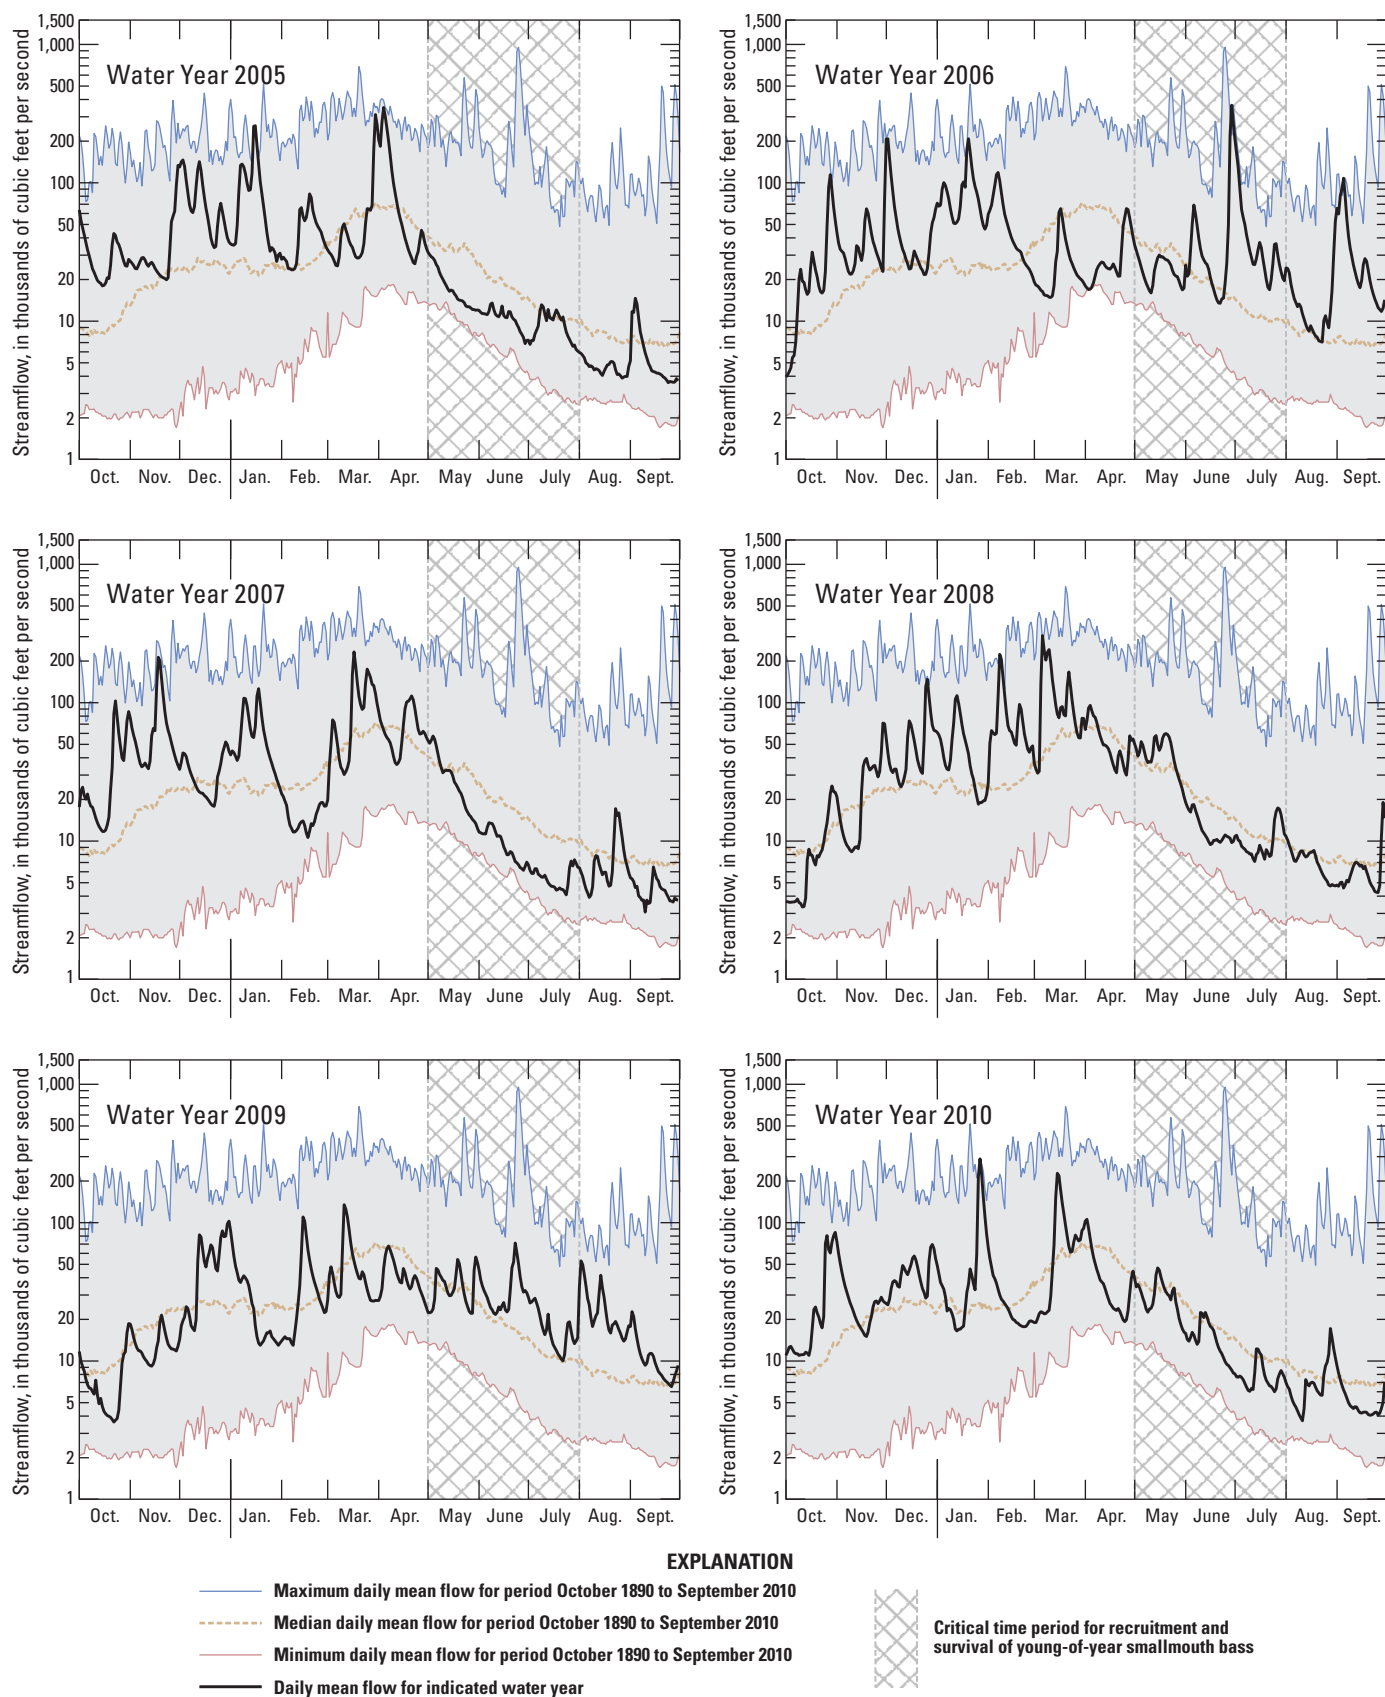 Streamflow, in thousands of cubic feet per second
1,500
1,000
500
200
100
50
20
10
5
2
1
Water Year 2005
Oct. Nov. Dec. Jan. Feb. Mar. Apr. May June July Aug. Sept.
Streamflow, in thousands of cubic feet per second
1,500
1,000
500
200
100
50
20
10
5
2
1
Water Year 2006
Oct. Nov. Dec. Jan. Feb. Mar. Apr. May June July Aug. Sept.
Streamflow, in thousands of cubic feet per second
1,500
1,000
500
200
100
50
20
10
5
2
1
Water Year 2007
Oct. Nov. Dec. Jan. Feb. Mar. Apr. May June July Aug. Sept.
Streamflow, in thousands of cubic feet per second
1,500
1,000
500
200
100
50
20
10
5
2
1
Water Year 2008
Oct. Nov. Dec. Jan. Feb. Mar. Apr. May June July Aug. Sept.
Streamflow, in thousands of cubic feet per second
1,500
1,000
500
200
100
50
20
10
5
2
1
Water Year 2009
Oct. Nov. Dec. Jan. Feb. Mar. Apr. May June July Aug. Sept.
Streamflow, in thousands of cubic feet per second
1,500
1,000
500
200
100
50
20
10
5
2
1
Water Year 2010
Oct. Nov. Dec. Jan. Feb. Mar. Apr. May June July Aug. Sept.
EXPLANATION
Maximum daily mean flow for period October 1890 to September 2010
Median daily mean flow for period October 1890 to September 2010
Minimum daily mean flow for period October 1890 to September 2010
Daily mean flow for indicated water year
Critical time period for recruitment and
survival of young-of-year smallmouth bass